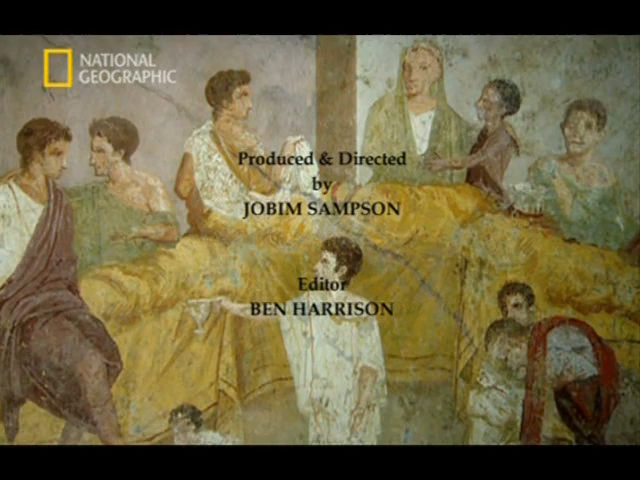 NATIONAL
GEOGRAPHIC
Produced & Directed
by
JOBIM SAMPSON
Editor
BEN HARRISON